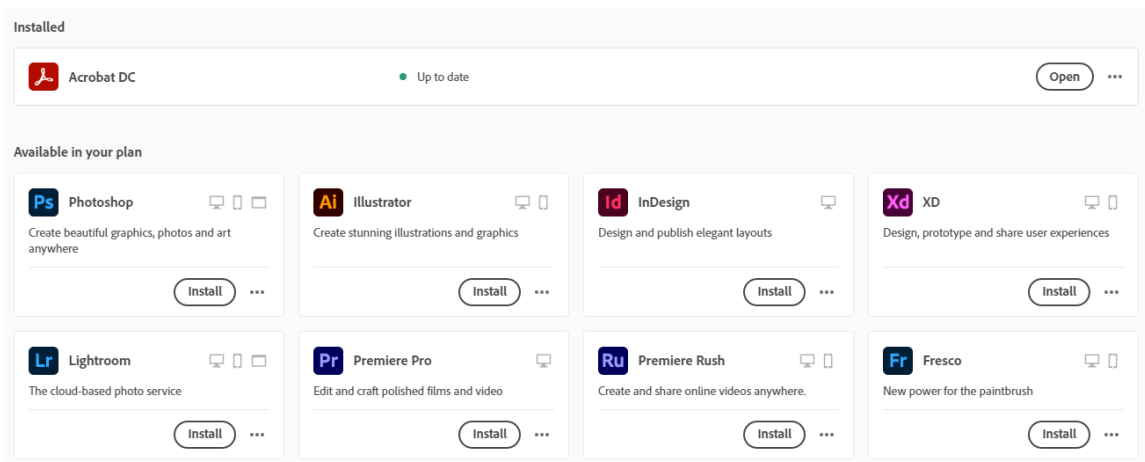 Installed
Acrobat DC
Up to date
Open
Available in your plan
Ps Photoshop
Create beautiful graphics, photos and art
anywhere
Install
Ai Illustrator
Create stunning illustrations and graphics
Install
Id InDesign
Design and publish elegant layouts
Install
Xd XD
Design, prototype and share user experiences
Install
Lr Lightroom
The cloud-based photo service
Install
Pr Premiere Pro
Edit and craft polished films and video
Install
Ru Premiere Rush
Create and share online videos anywhere.
Install
Fr Fresco
New power for the paintbrush
Install